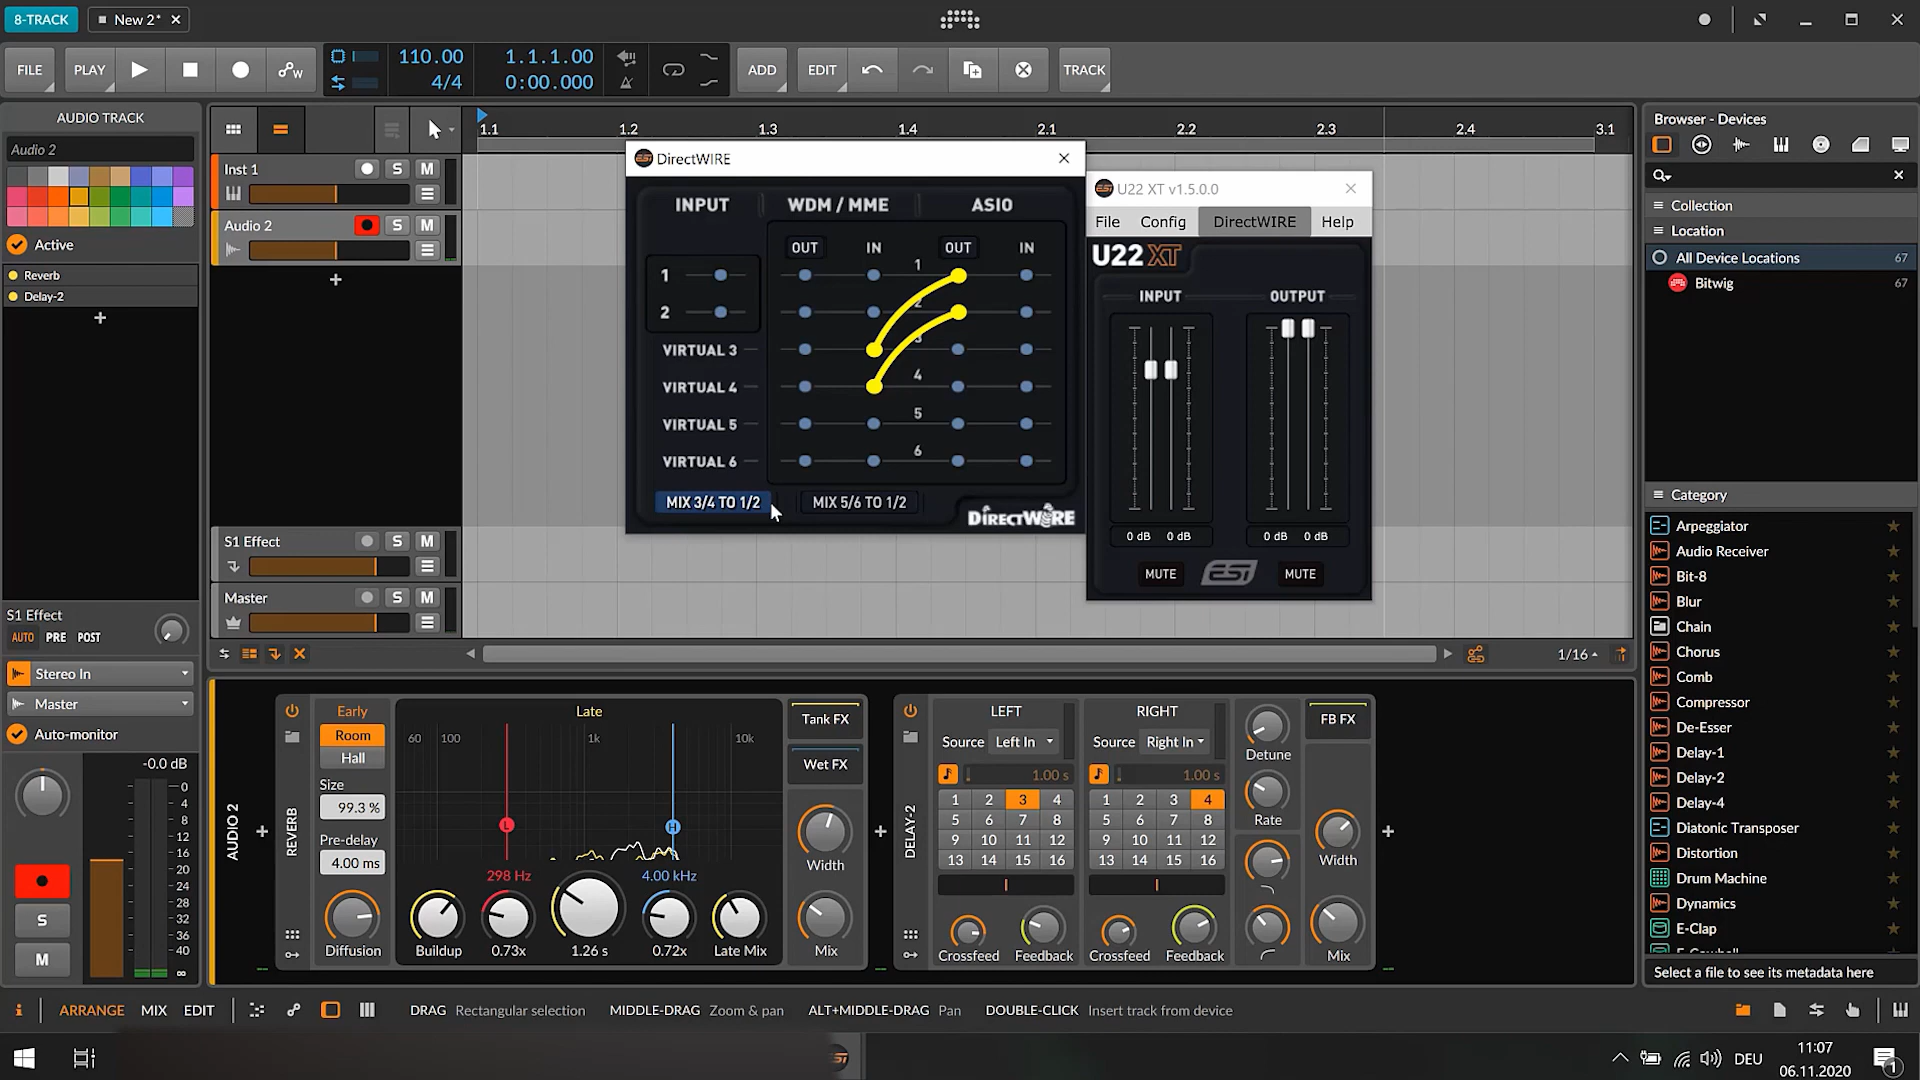 8-TRACK
New 2*
FILE
PLAY
110.00
4/4
1.1.1.00
0:00.000
ADD
EDIT
TRACK
AUDIO TRACK
Audio 2
Active
Reverb
Delay-2
S1 Effect
AUTO PRE POST
Stereo In
Master
Auto-monitor
-0.0 dB
0
4
8
12
16
20
24
28
32
36
40
∞
S
M
1.1 1.2 1.3 1.4 2.1 2.2 2.3 2.4 3.1
Inst 1 S M
Audio 2 S M
S1 Effect S M
Master S M
1/16
ESI DirectWIRE
INPUT WDM / MME ASIO
OUT IN OUT IN
1 1
2 2
VIRTUAL 3 3
VIRTUAL 4 4
VIRTUAL 5 5
VIRTUAL 6 6
MIX 3/4 TO 1/2 MIX 5/6 TO 1/2
DIRECTWIRE
ESI U22 XT v1.5.0.0
File Config DirectWIRE Help
U22 XT
INPUT OUTPUT
0 dB 0 dB 0 dB 0 dB
MUTE ESI MUTE
AUDIO 2
REVERB
Early
Room
Hall
Size
99.3 %
Pre-delay
4.00 ms
Diffusion
Late
60 100 1k 10k
L H
298 Hz 4.00 kHz
Buildup 0.73x 1.26 s 0.72x Late Mix
Tank FX
Wet FX
Width
Mix
DELAY-2
LEFT
Source Left In
1.00 s
1 2 3 4
5 6 7 8
9 10 11 12
13 14 15 16
Crossfeed Feedback
RIGHT
Source Right In
1.00 s
1 2 3 4
5 6 7 8
9 10 11 12
13 14 15 16
Crossfeed Feedback
Detune
Rate
FB FX
Width
Mix
Browser - Devices
Collection
Location
All Device Locations 67
Bitwig 67
Category
Arpeggiator
Audio Receiver
Bit-8
Blur
Chain
Chorus
Comb
Compressor
De-Esser
Delay-1
Delay-2
Delay-4
Diatonic Transposer
Distortion
Drum Machine
Dynamics
E-Clap
E-Cowbell
Select a file to see its metadata here
i ARRANGE MIX EDIT
DRAG Rectangular selection MIDDLE-DRAG Zoom & pan ALT+MIDDLE-DRAG Pan DOUBLE-CLICK Insert track from device
DEU
11:07
06.11.2020
1